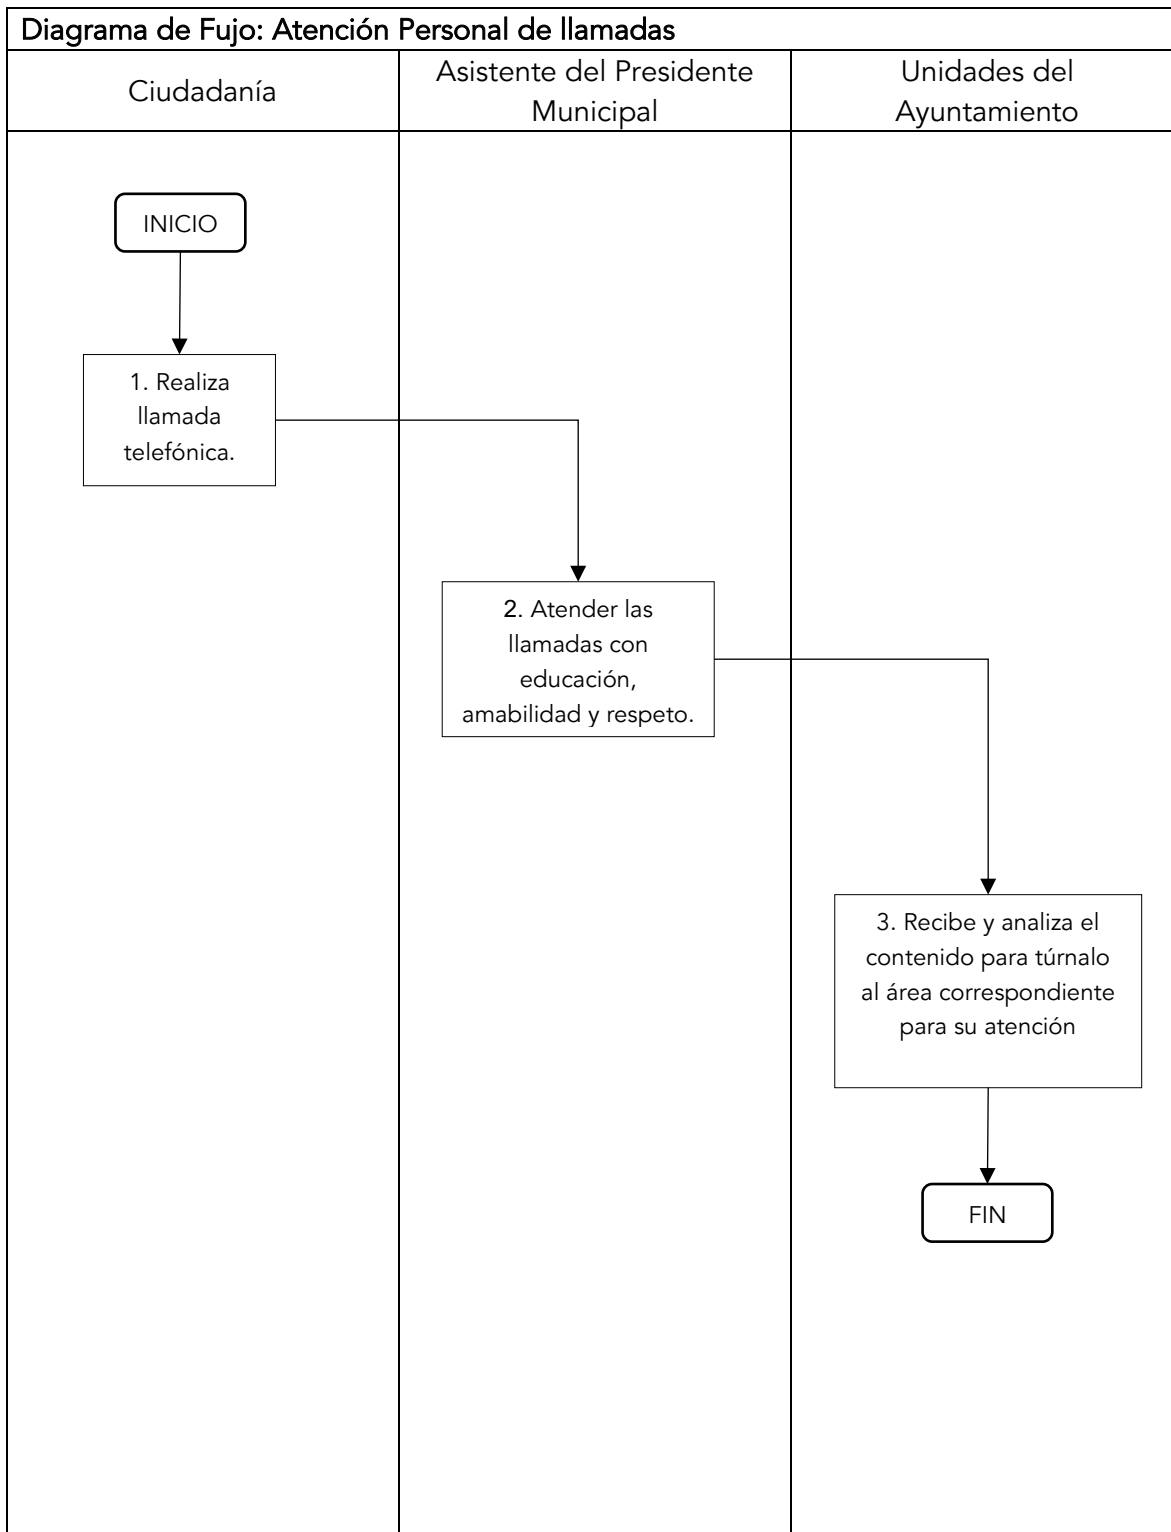 Diagrama de Fujo: Atención Personal de llamadas
Ciudadanía
Asistente del Presidente
Municipal
Unidades del
Ayuntamiento
INICIO
1. Realiza
llamada
telefónica.
2. Atender las
llamadas con
educación,
amabilidad y respeto.
3. Recibe y analiza el
contenido para túrnalo
al área correspondiente
para su atención
FIN